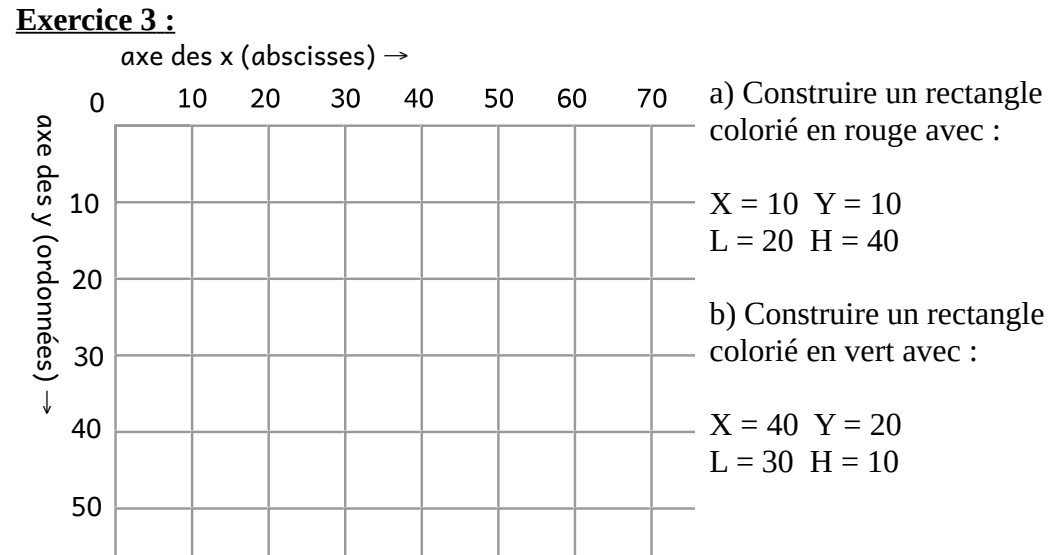 Exercice 3 :
axe des x (abscisses) →
0 10 20 30 40 50 60 70
axe des y (ordonnées) →
10
20
30
40
50
a) Construire un rectangle
colorié en rouge avec :
X = 10 Y = 10
L = 20 H = 40
b) Construire un rectangle
colorié en vert avec :
X = 40 Y = 20
L = 30 H = 10